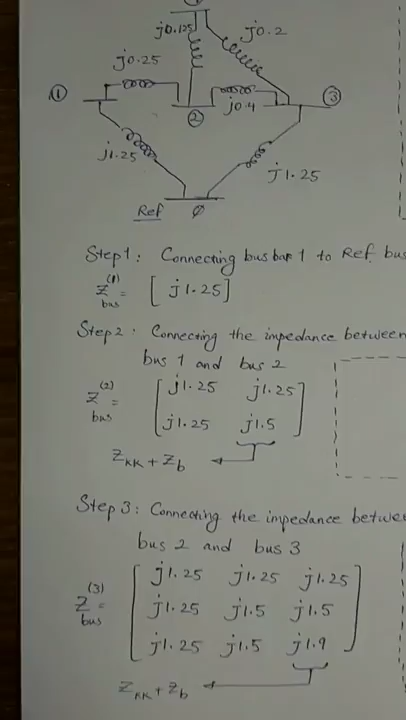 j0.125
j0.2
j0.25
①
②
③
j0.4
j1.25
j1.25
Ref
0
Step1: Connecting bus bar 1 to Ref. bus
Z bus (1) = [ j1.25 ]
Step2: Connecting the impedance between
bus 1 and bus 2
j1.25 j1.25
Z bus (2) =
j1.25 j1.5
ZKK + Zb
Step 3: Connecting the impedance between
bus 2 and bus 3
j1.25 j1.25 j1.25
Z bus (3) = j1.25 j1.5 j1.5
j1.25 j1.5 j1.9
ZKK + Zb